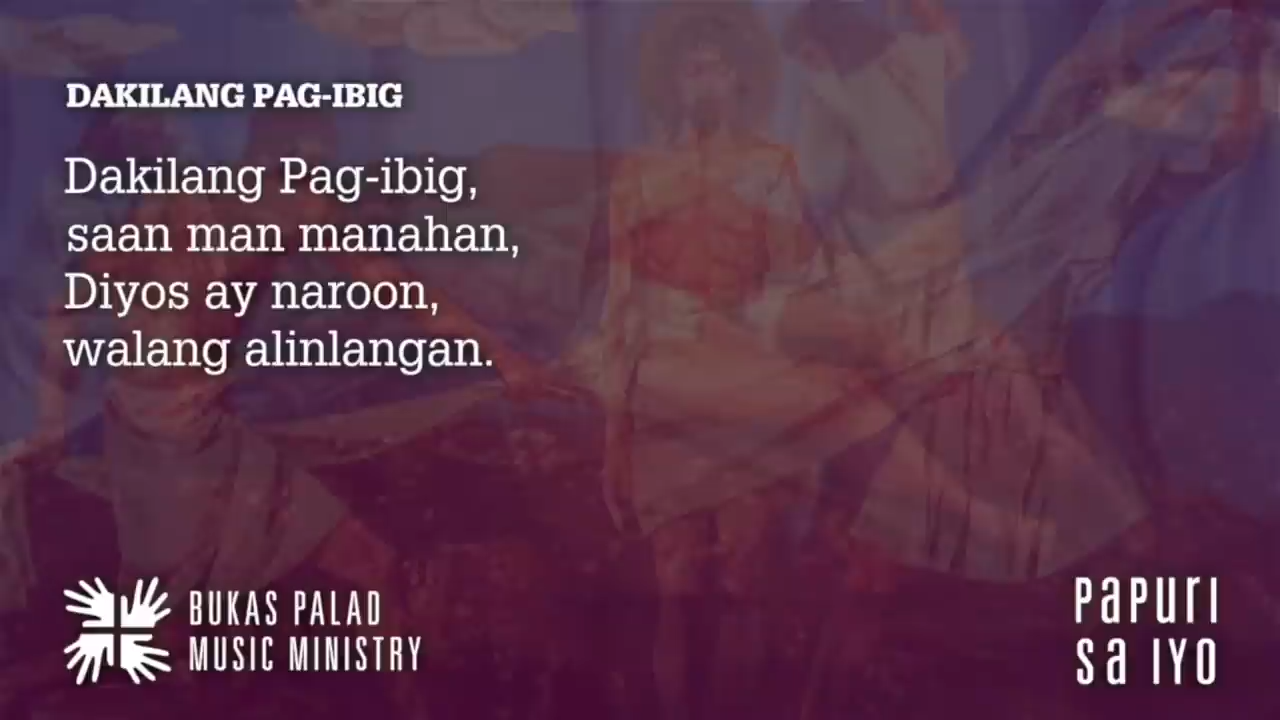 DAKILANG PAG-IBIG
Dakilang Pag-ibig,
saan man manahan,
Diyos ay naroon,
walang alinlangan.
BUKAS PALAD
MUSIC MINISTRY
PaPURI
Sa IYO